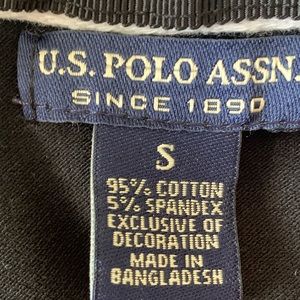 U.S. POLO ASSN.
SINCE 1890
S
95% COTTON
5% SPANDEX
EXCLUSIVE OF
DECORATION
MADE IN
BANGLADESH